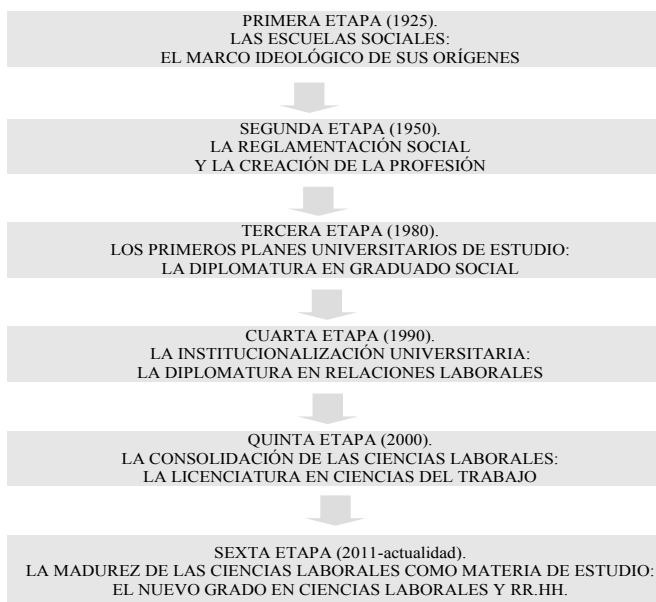 PRIMERA ETAPA (1925).
LAS ESCUELAS SOCIALES:
EL MARCO IDEOLÓGICO DE SUS ORÍGENES
SEGUNDA ETAPA (1950).
LA REGLAMENTACIÓN SOCIAL
Y LA CREACIÓN DE LA PROFESIÓN
TERCERA ETAPA (1980).
LOS PRIMEROS PLANES UNIVERSITARIOS DE ESTUDIO:
LA DIPLOMATURA EN GRADUADO SOCIAL
CUARTA ETAPA (1990).
LA INSTITUCIONALIZACIÓN UNIVERSITARIA:
LA DIPLOMATURA EN RELACIONES LABORALES
QUINTA ETAPA (2000).
LA CONSOLIDACIÓN DE LAS CIENCIAS LABORALES:
LA LICENCIATURA EN CIENCIAS DEL TRABAJO
SEXTA ETAPA (2011-actualidad).
LA MADUREZ DE LAS CIENCIAS LABORALES COMO MATERIA DE ESTUDIO:
EL NUEVO GRADO EN CIENCIAS LABORALES Y RR.HH.